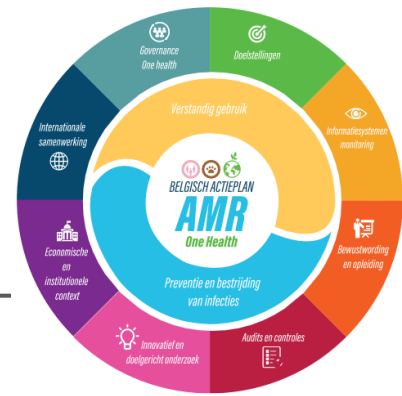 Governance
One health
Doelstellingen
Informatiesystemen
monitoring
Bewustwording
en opleiding
Audits en controles
Innovatief en
doelgericht onderzoek
Economische
en
institutionele
context
Internationale
samenwerking
Verstandig gebruik
BELGISCH ACTIEPLAN
AMR
One Health
Preventie en bestrijding
van infecties